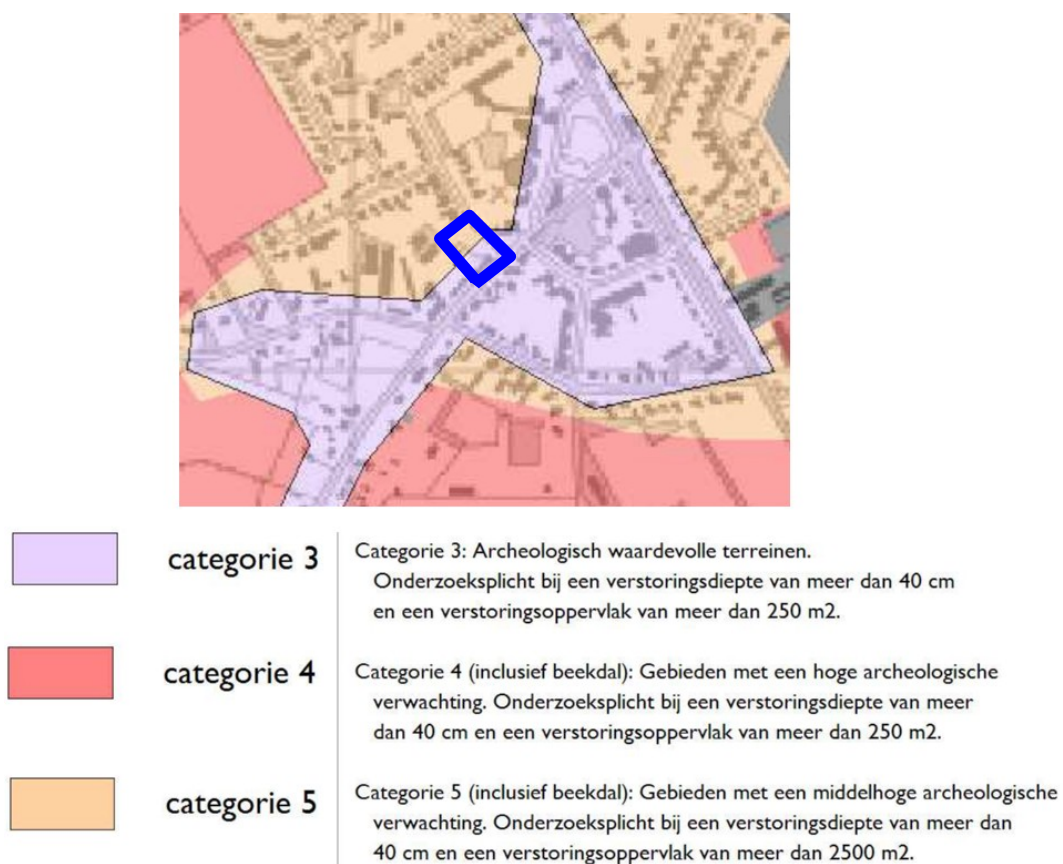 categorie 3
Categorie 3: Archeologisch waardevolle terreinen.
Onderzoeksplicht bij een verstoringsdiepte van meer dan 40 cm
en een verstoringsoppervlak van meer dan 250 m2.
categorie 4
Categorie 4 (inclusief beekdal): Gebieden met een hoge archeologische
verwachting. Onderzoeksplicht bij een verstoringsdiepte van meer
dan 40 cm en een verstoringsoppervlak van meer dan 250 m2.
categorie 5
Categorie 5 (inclusief beekdal): Gebieden met een middelhoge archeologische
verwachting. Onderzoeksplicht bij een verstoringsdiepte van meer dan
40 cm en een verstoringsoppervlak van meer dan 2500 m2.